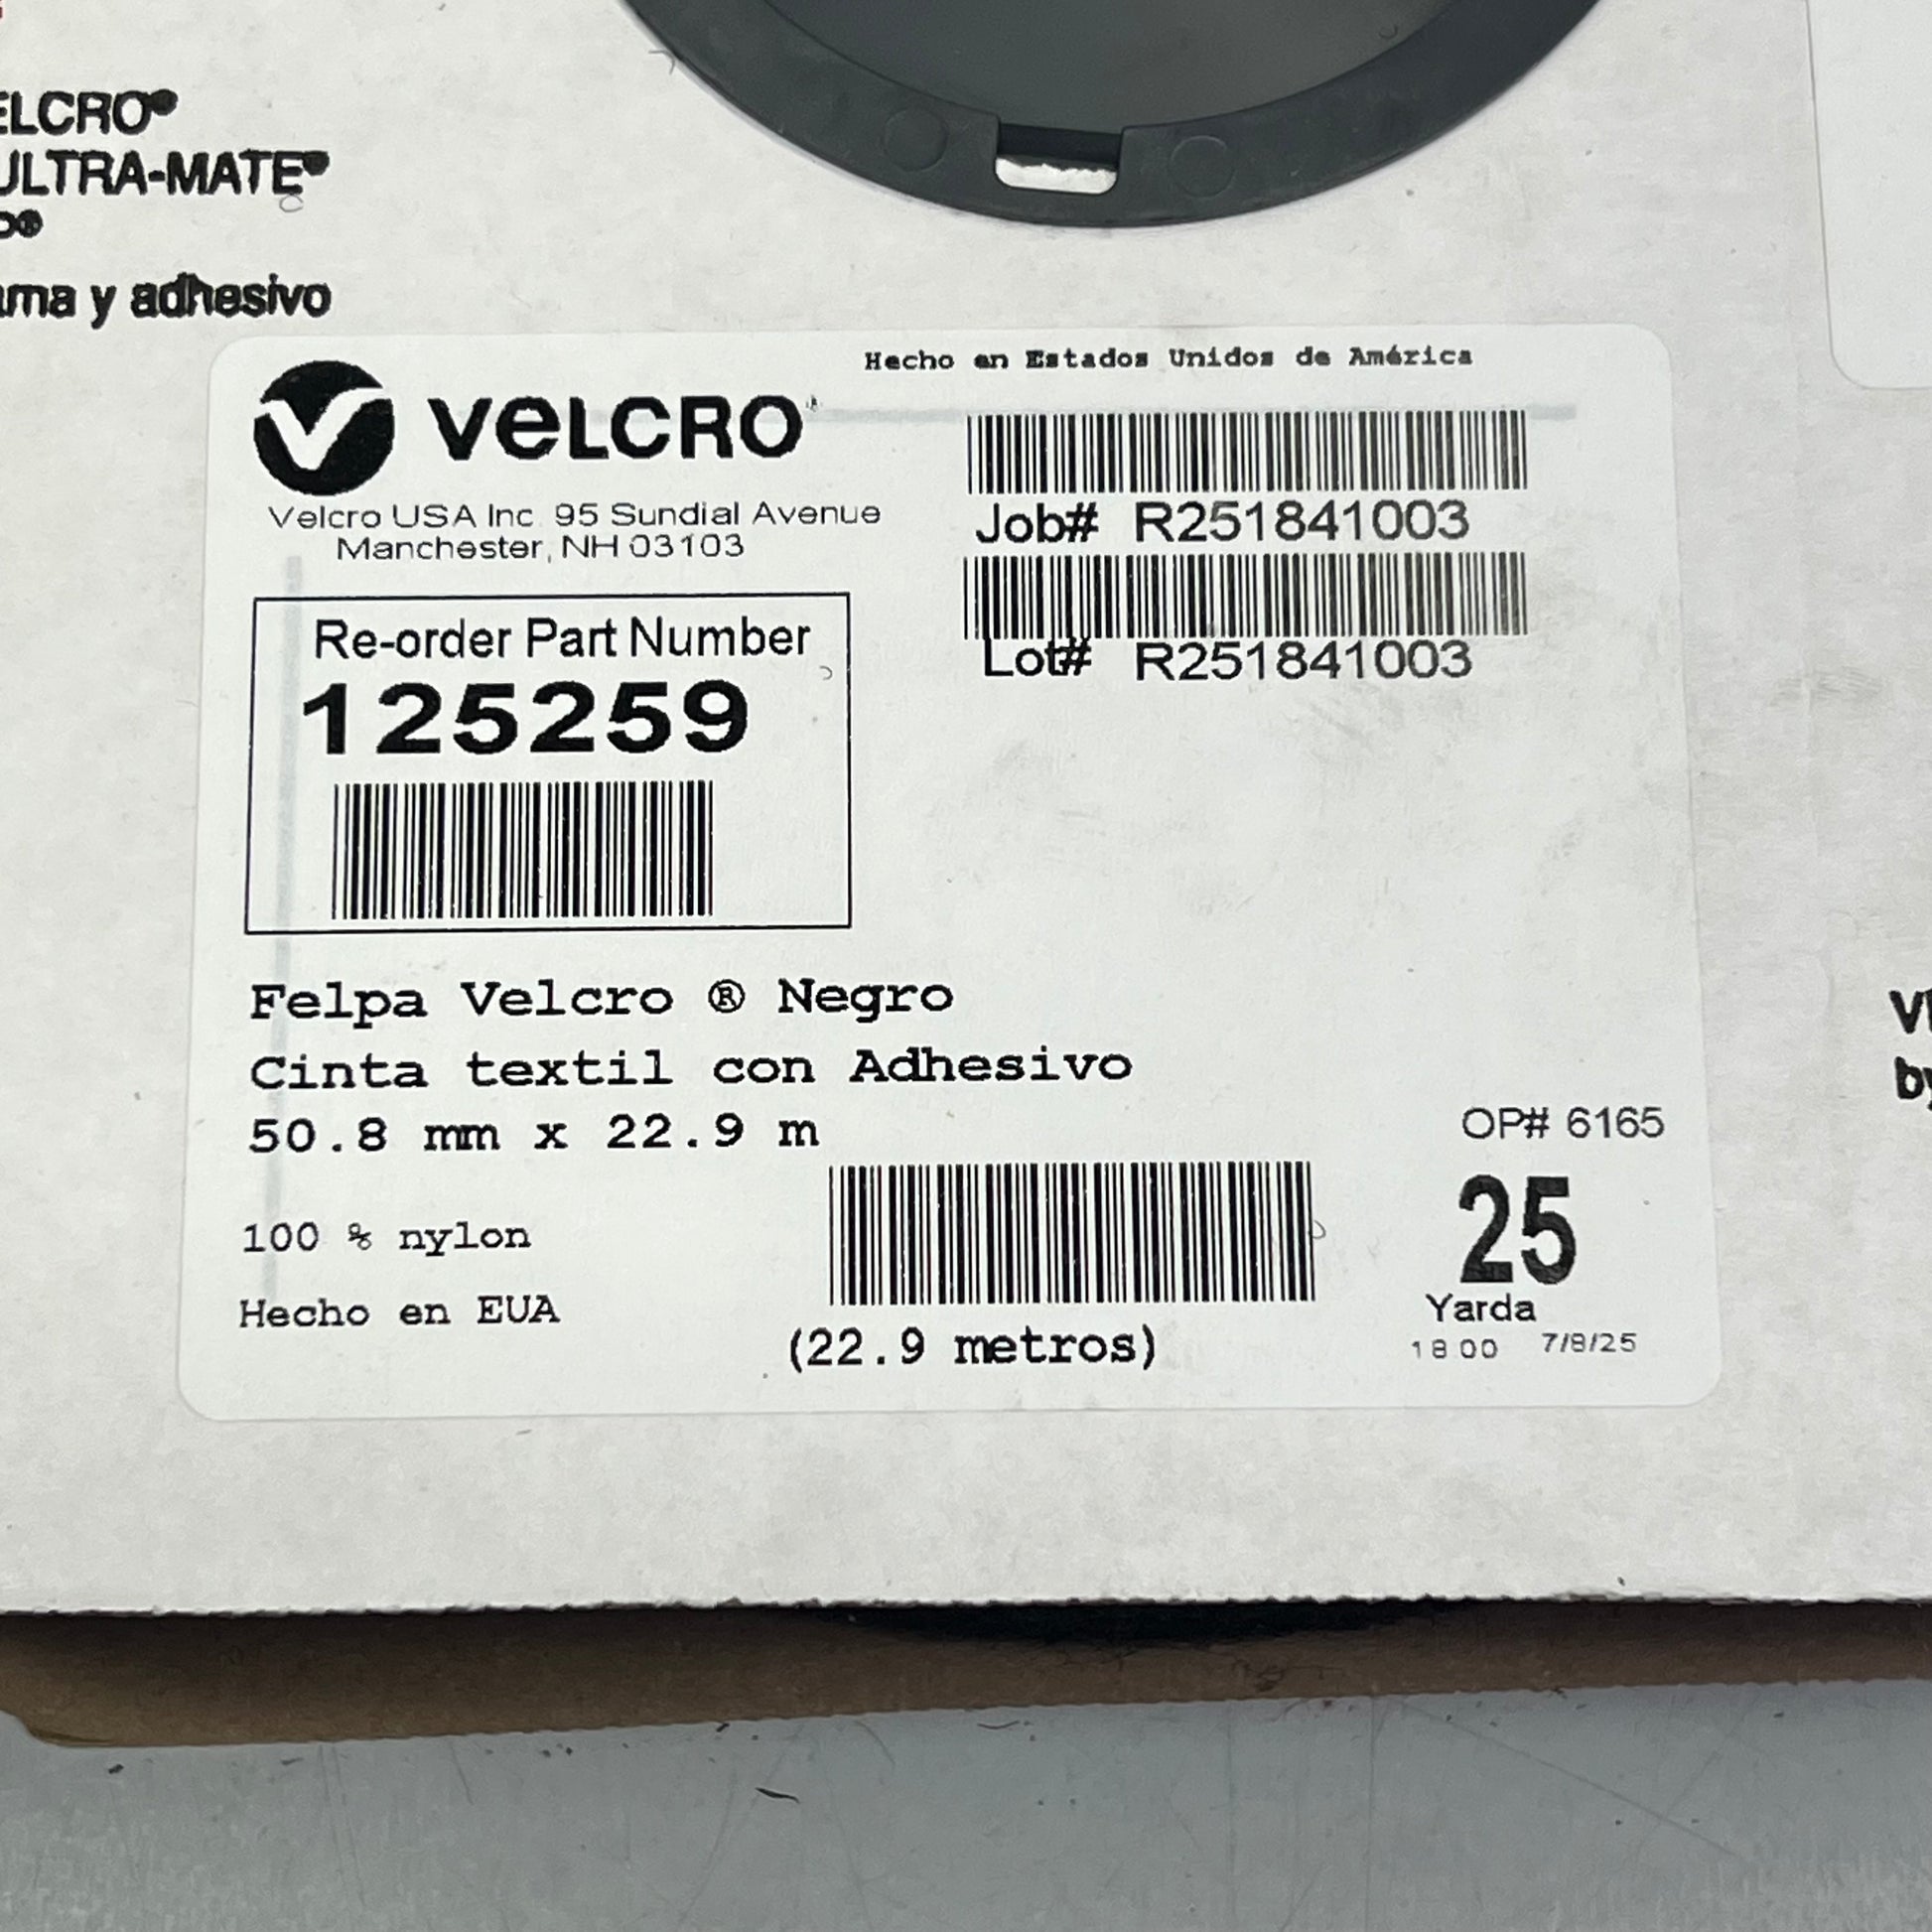 ELCRO®
ULTRA-MATE®
y adhesivo
Hecho en Estados Unidos de América
VELCRO
Velcro USA Inc. 95 Sundial Avenue
Manchester, NH 03103
Job# R251841003
Lot# R251841003
Re-order Part Number
125259
Felpa Velcro ® Negro
Cinta textil con Adhesivo
50.8 mm x 22.9 m
OP# 6165
100 % nylon
25
Yarda
Hecho en EUA
(22.9 metros)
18 00 7/8/25
by